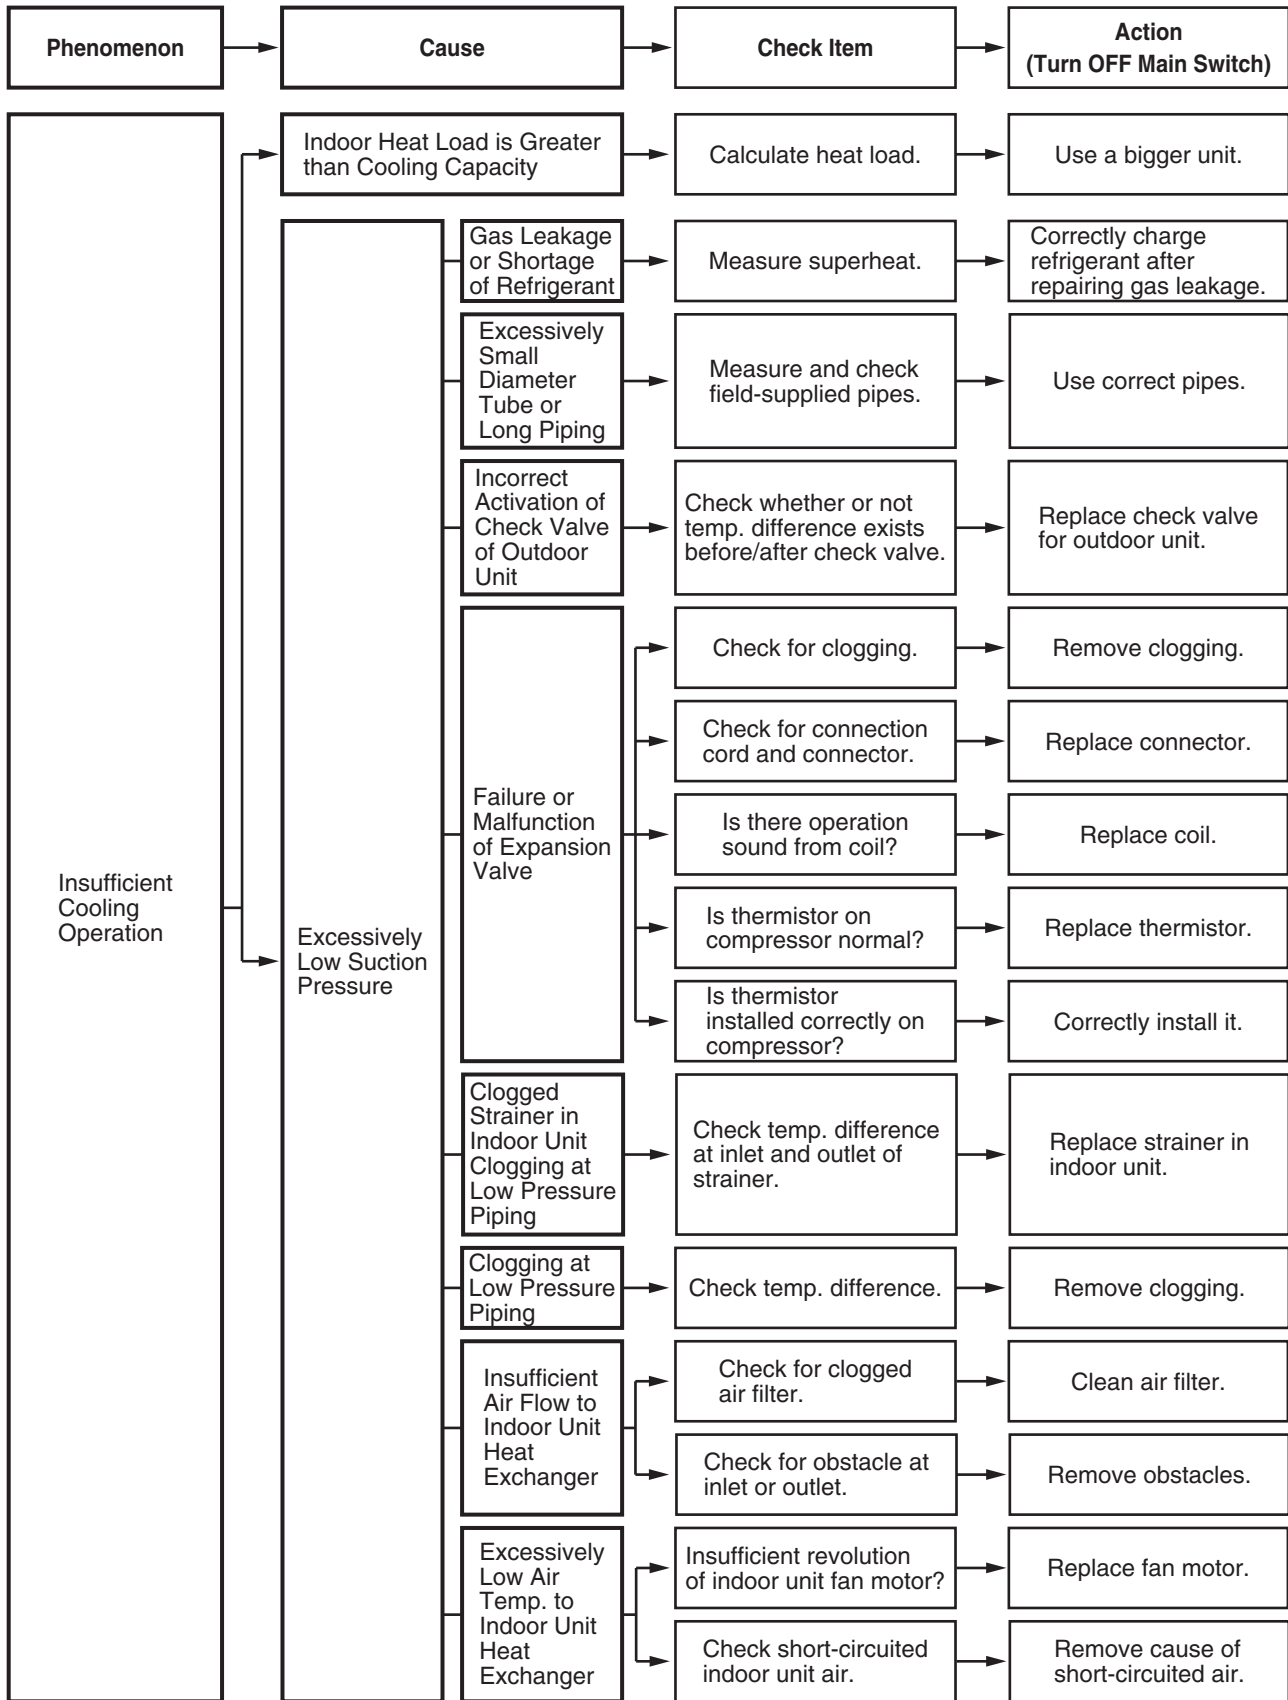 Phenomenon
Cause
Check Item
Action
(Turn OFF Main Switch)
Insufficient
Cooling
Operation
Indoor Heat Load is Greater
than Cooling Capacity
Calculate heat load.
Use a bigger unit.
Excessively
Low Suction
Pressure
Gas Leakage
or Shortage
of Refrigerant
Measure superheat.
Correctly charge
refrigerant after
repairing gas leakage.
Excessively
Small
Diameter
Tube or
Long Piping
Measure and check
field-supplied pipes.
Use correct pipes.
Incorrect
Activation of
Check Valve
of Outdoor
Unit
Check whether or not
temp. difference exists
before/after check valve.
Replace check valve
for outdoor unit.
Failure or
Malfunction
of Expansion
Valve
Check for clogging.
Remove clogging.
Check for connection
cord and connector.
Replace connector.
Is there operation
sound from coil?
Replace coil.
Is thermistor on
compressor normal?
Replace thermistor.
Is thermistor
installed correctly on
compressor?
Correctly install it.
Clogged
Strainer in
Indoor Unit
Clogging at
Low Pressure
Piping
Check temp. difference
at inlet and outlet of
strainer.
Replace strainer in
indoor unit.
Clogging at
Low Pressure
Piping
Check temp. difference.
Remove clogging.
Insufficient
Air Flow to
Indoor Unit
Heat
Exchanger
Check for clogged
air filter.
Clean air filter.
Check for obstacle at
inlet or outlet.
Remove obstacles.
Excessively
Low Air
Temp. to
Indoor Unit
Heat
Exchanger
Insufficient revolution
of indoor unit fan motor?
Replace fan motor.
Check short-circuited
indoor unit air.
Remove cause of
short-circuited air.